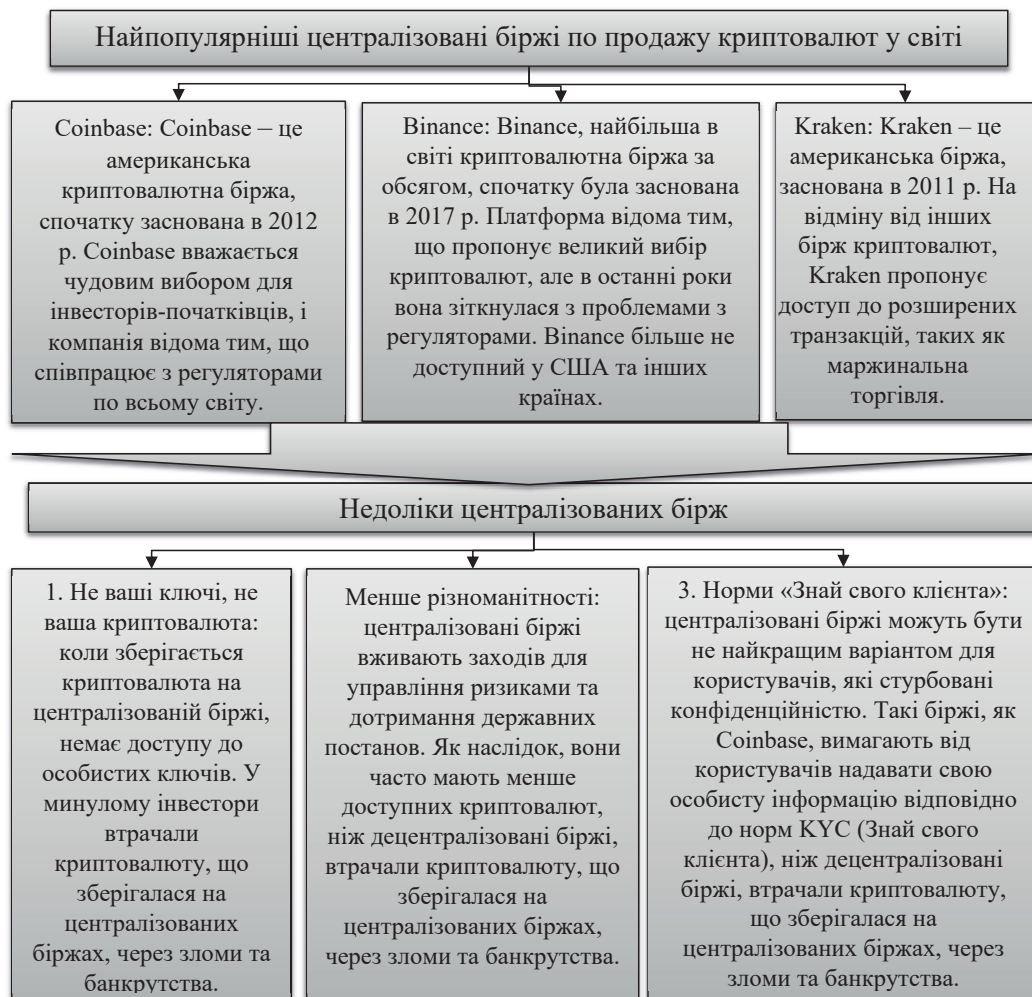 Найпопулярніші централізовані біржі по продажу криптовалют у світі
Coinbase: Coinbase – це
американська
криптовалютна біржа,
спочатку заснована в 2012
р. Coinbase вважається
чудовим вибором для
інвесторів-початківців, і
компанія відома тим, що
співпрацює з регуляторами
по всьому світу.
Binance: Binance, найбільша в
світі криптовалютна біржа за
обсягом, спочатку була заснована
в 2017 р. Платформа відома тим,
що пропонує великий вибір
криптовалют, але в останні роки
вона зіткнулася з проблемами з
регуляторами. Binance більше не
доступний у США та інших
країнах.
Kraken: Kraken – це
американська біржа,
заснована в 2011 р. На
відміну від інших
бірж криптовалют,
Kraken пропонує
доступ до розширених
транзакцій, таких як
маржинальна
торгівля.
Недоліки централізованих бірж
1. Не ваші ключі, не
ваша криптовалюта:
коли зберігається
криптовалюта на
централізованій біржі,
немає доступу до
особистих ключів. У
минулому інвестори
втрачали
криптовалюту, що
зберігалася на
централізованих
біржах, через зломи та
банкрутства.
Менше різноманітності:
централізовані біржі
вживають заходів для
управління ризиками та
дотримання державних
постанов. Як наслідок, вони
часто мають менше
доступних криптовалют,
ніж децентралізовані біржі,
втрачали криптовалюту, що
зберігалася на
централізованих біржах,
через зломи та банкрутства.
3. Норми «Знай свого клієнта»:
централізовані біржі можуть бути
не найкращим варіантом для
користувачів, які стурбовані
конфіденційністю. Такі біржі, як
Coinbase, вимагають від
користувачів надавати свою
особисту інформацію відповідно
до норм KYC (Знай свого
клієнта), ніж децентралізовані
біржі, втрачали криптовалюту,
що зберігалася на
централізованих біржах, через
зломи та банкрутства.